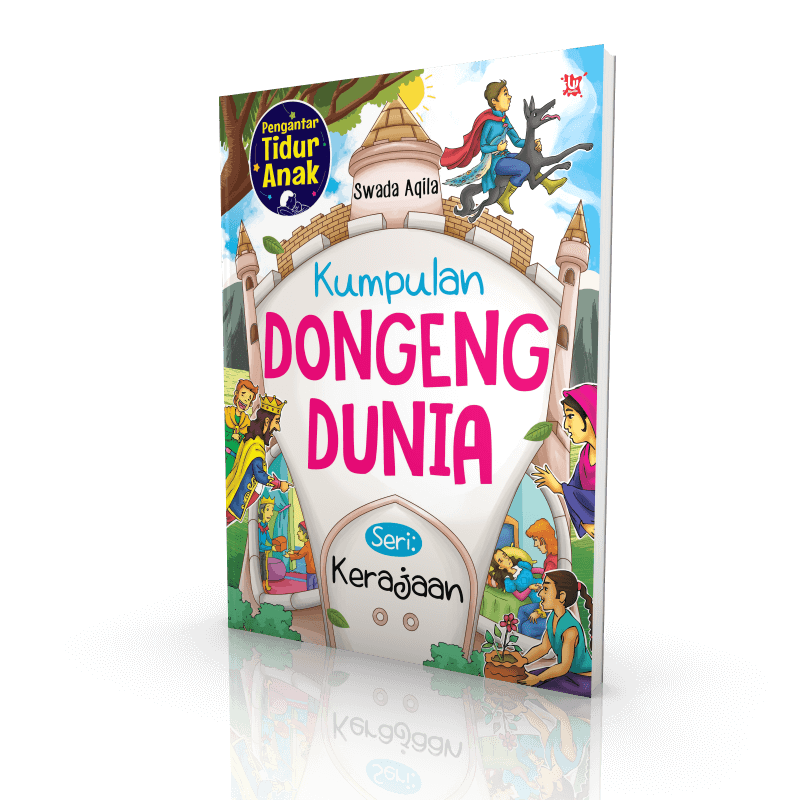 Pengantar
Tidur
Anak
Swada Aqila
Kumpulan
DONGENG
DUNIA
Seri:
Kerajaan